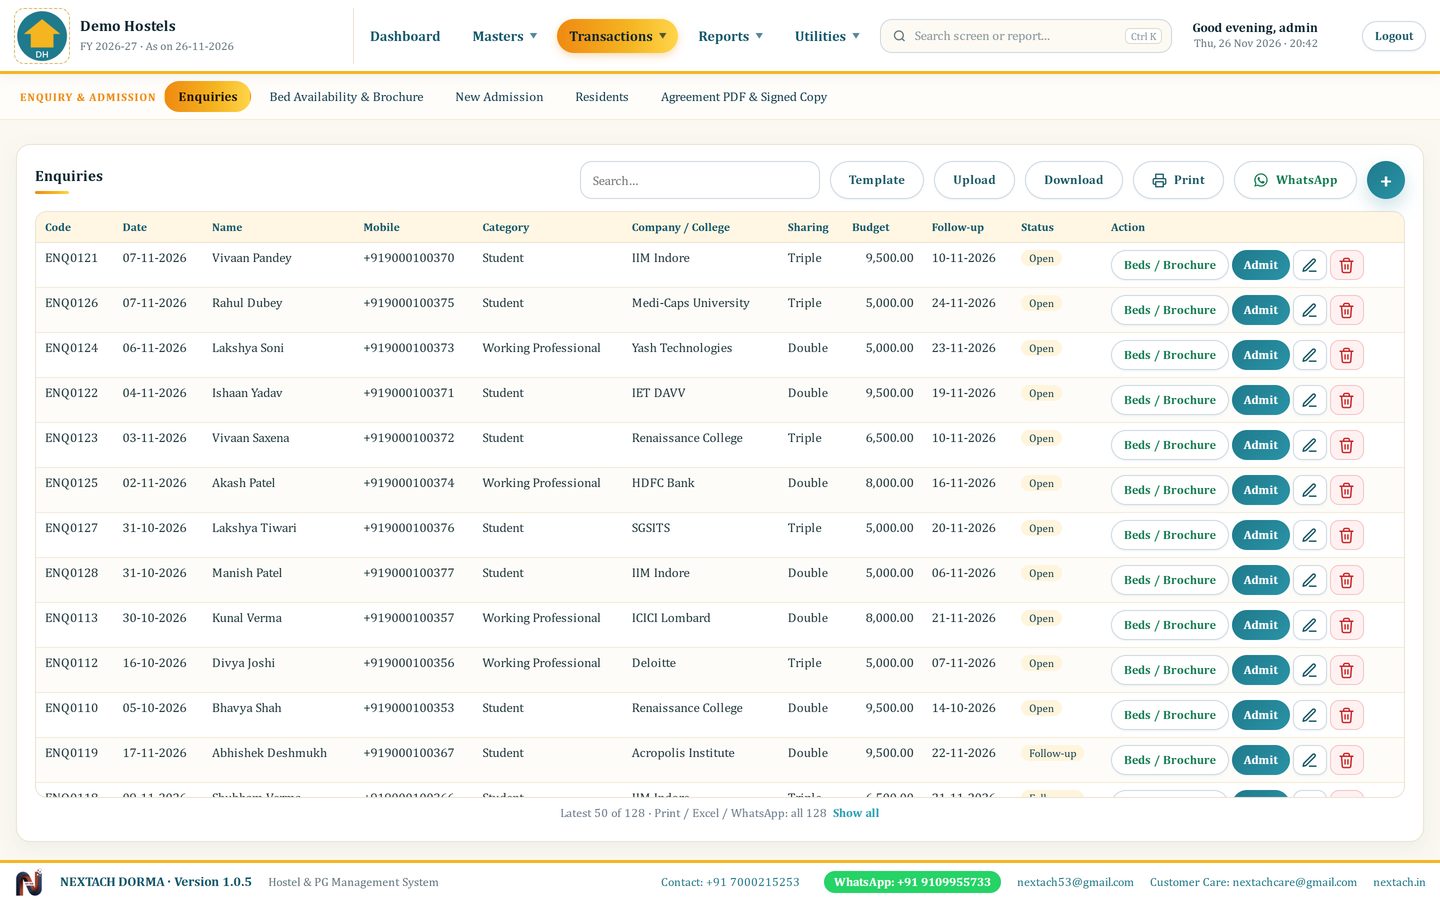 Demo Hostels
FY 2026-27 · As on 26-11-2026
DH
Dashboard Masters ▼ Transactions ▼ Reports ▼ Utilities ▼
Search screen or report... Ctrl K
Good evening, admin
Thu, 26 Nov 2026 · 20:42
Logout
ENQUIRY & ADMISSION Enquiries Bed Availability & Brochure New Admission Residents Agreement PDF & Signed Copy
Enquiries Search... Template Upload Download Print WhatsApp +
Code Date Name Mobile Category Company / College Sharing Budget Follow-up Status Action
ENQ0121 07-11-2026 Vivaan Pandey +919000100370 Student IIM Indore Triple 9,500.00 10-11-2026 Open Beds / Brochure Admit
ENQ0126 07-11-2026 Rahul Dubey +919000100375 Student Medi-Caps University Triple 5,000.00 24-11-2026 Open Beds / Brochure Admit
ENQ0124 06-11-2026 Lakshya Soni +919000100373 Working Professional Yash Technologies Double 5,000.00 23-11-2026 Open Beds / Brochure Admit
ENQ0122 04-11-2026 Ishaan Yadav +919000100371 Student IET DAVV Double 9,500.00 19-11-2026 Open Beds / Brochure Admit
ENQ0123 03-11-2026 Vivaan Saxena +919000100372 Student Renaissance College Triple 6,500.00 10-11-2026 Open Beds / Brochure Admit
ENQ0125 02-11-2026 Akash Patel +919000100374 Working Professional HDFC Bank Double 8,000.00 16-11-2026 Open Beds / Brochure Admit
ENQ0127 31-10-2026 Lakshya Tiwari +919000100376 Student SGSITS Triple 5,000.00 20-11-2026 Open Beds / Brochure Admit
ENQ0128 31-10-2026 Manish Patel +919000100377 Student IIM Indore Double 5,000.00 06-11-2026 Open Beds / Brochure Admit
ENQ0113 30-10-2026 Kunal Verma +919000100357 Working Professional ICICI Lombard Double 8,000.00 21-11-2026 Open Beds / Brochure Admit
ENQ0112 16-10-2026 Divya Joshi +919000100356 Working Professional Deloitte Triple 5,000.00 07-11-2026 Open Beds / Brochure Admit
ENQ0110 05-10-2026 Bhavya Shah +919000100353 Student Renaissance College Double 9,500.00 14-10-2026 Open Beds / Brochure Admit
ENQ0119 17-11-2026 Abhishek Deshmukh +919000100367 Student Acropolis Institute Double 9,500.00 22-11-2026 Follow-up Beds / Brochure Admit
Latest 50 of 128 · Print / Excel / WhatsApp: all 128 Show all
NEXTACH DORMA · Version 1.0.5 Hostel & PG Management System Contact: +91 7000215253 WhatsApp: +91 9109955733 nextach53@gmail.com Customer Care: nextachcare@gmail.com nextach.in